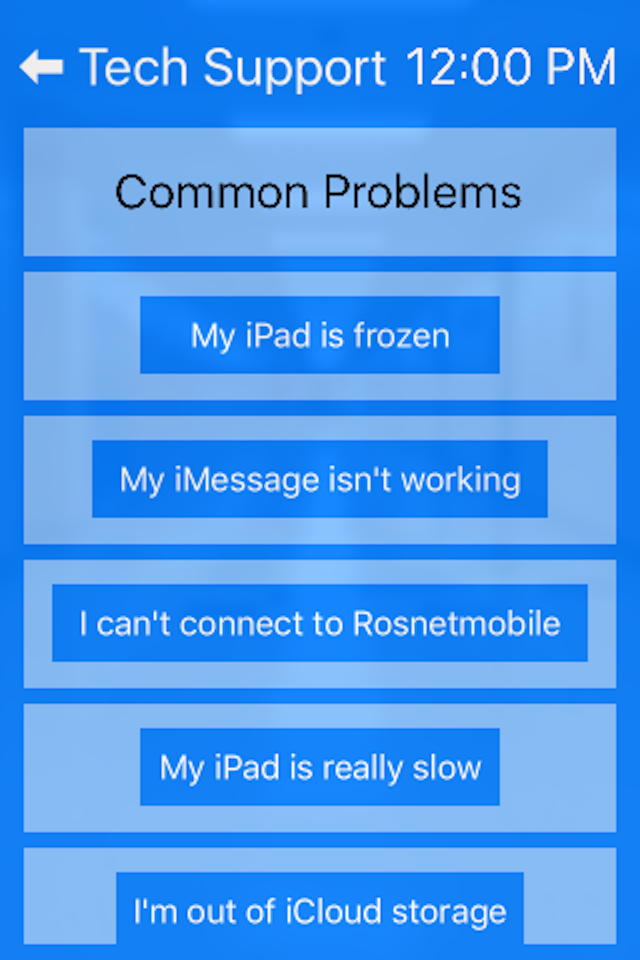 Tech Support 12:00 PM
Common Problems
My iPad is frozen
My iMessage isn't working
I can't connect to Rosnetmobile
My iPad is really slow
I'm out of iCloud storage